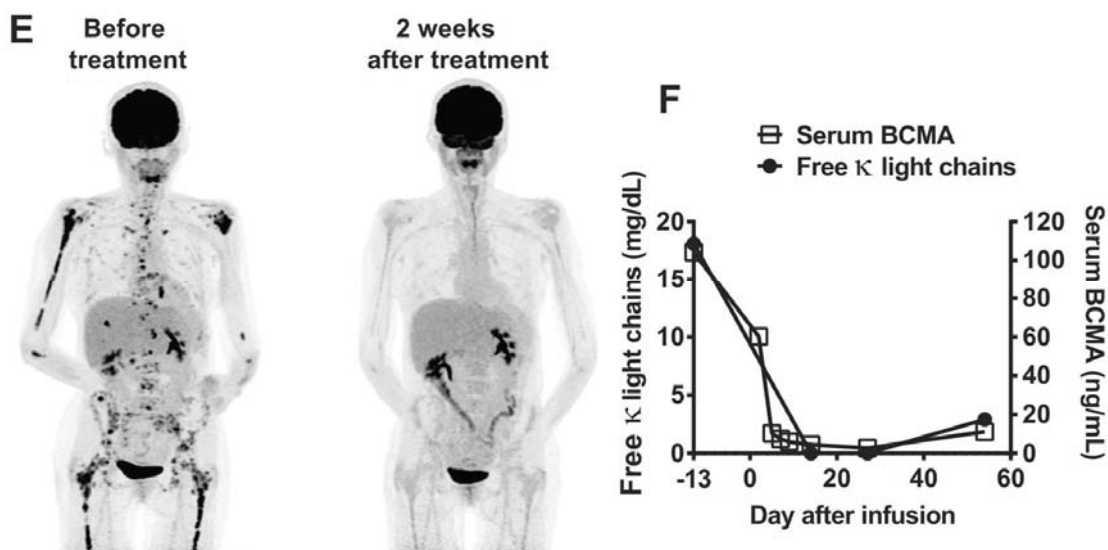 E
Before
treatment
2 weeks
after treatment
F
Serum BCMA
Free κ light chains
Free κ light chains (mg/dL)
20
15
10
5
0
Serum BCMA (ng/mL)
120
100
80
60
40
20
0
-13
0
20
40
60
Day after infusion